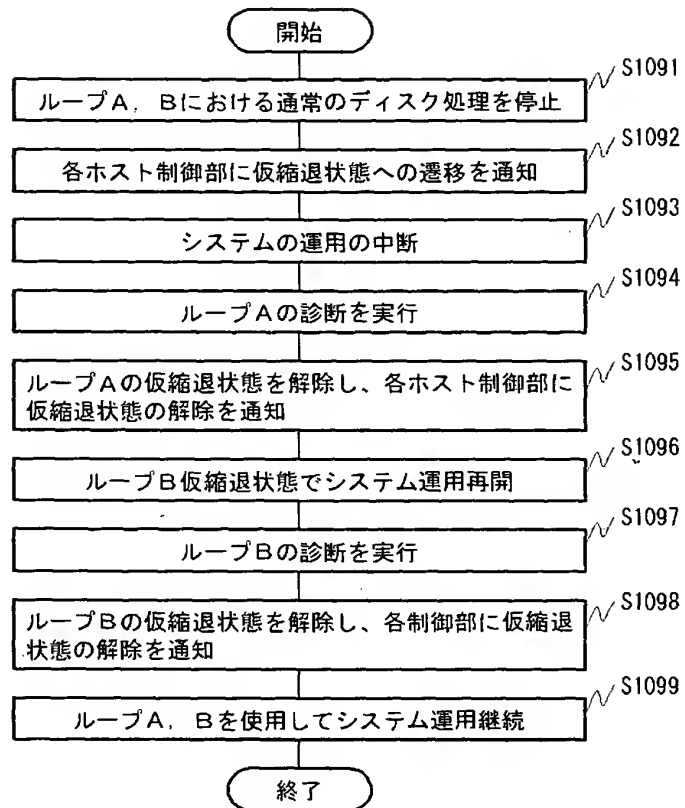 開始
S1091
ループA，Bにおける通常のディスク処理を停止
S1092
各ホスト制御部に仮縮退状態への遷移を通知
S1093
システムの運用の中断
S1094
ループAの診断を実行
S1095
ループAの仮縮退状態を解除し、各ホスト制御部に
仮縮退状態の解除を通知
S1096
ループB仮縮退状態でシステム運用再開
S1097
ループBの診断を実行
S1098
ループBの仮縮退状態を解除し、各制御部に仮縮退
状態の解除を通知
S1099
ループA，Bを使用してシステム運用継続
終了